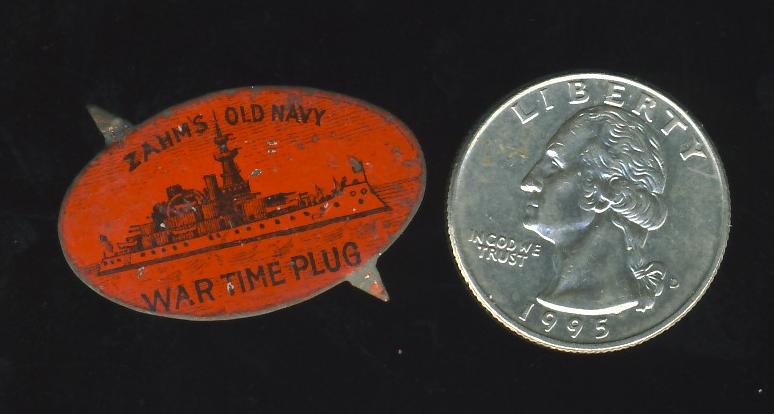 ZAHM'S OLD NAVY
WAR TIME PLUG
LIBERTY
IN GOD WE
TRUST
D
1995